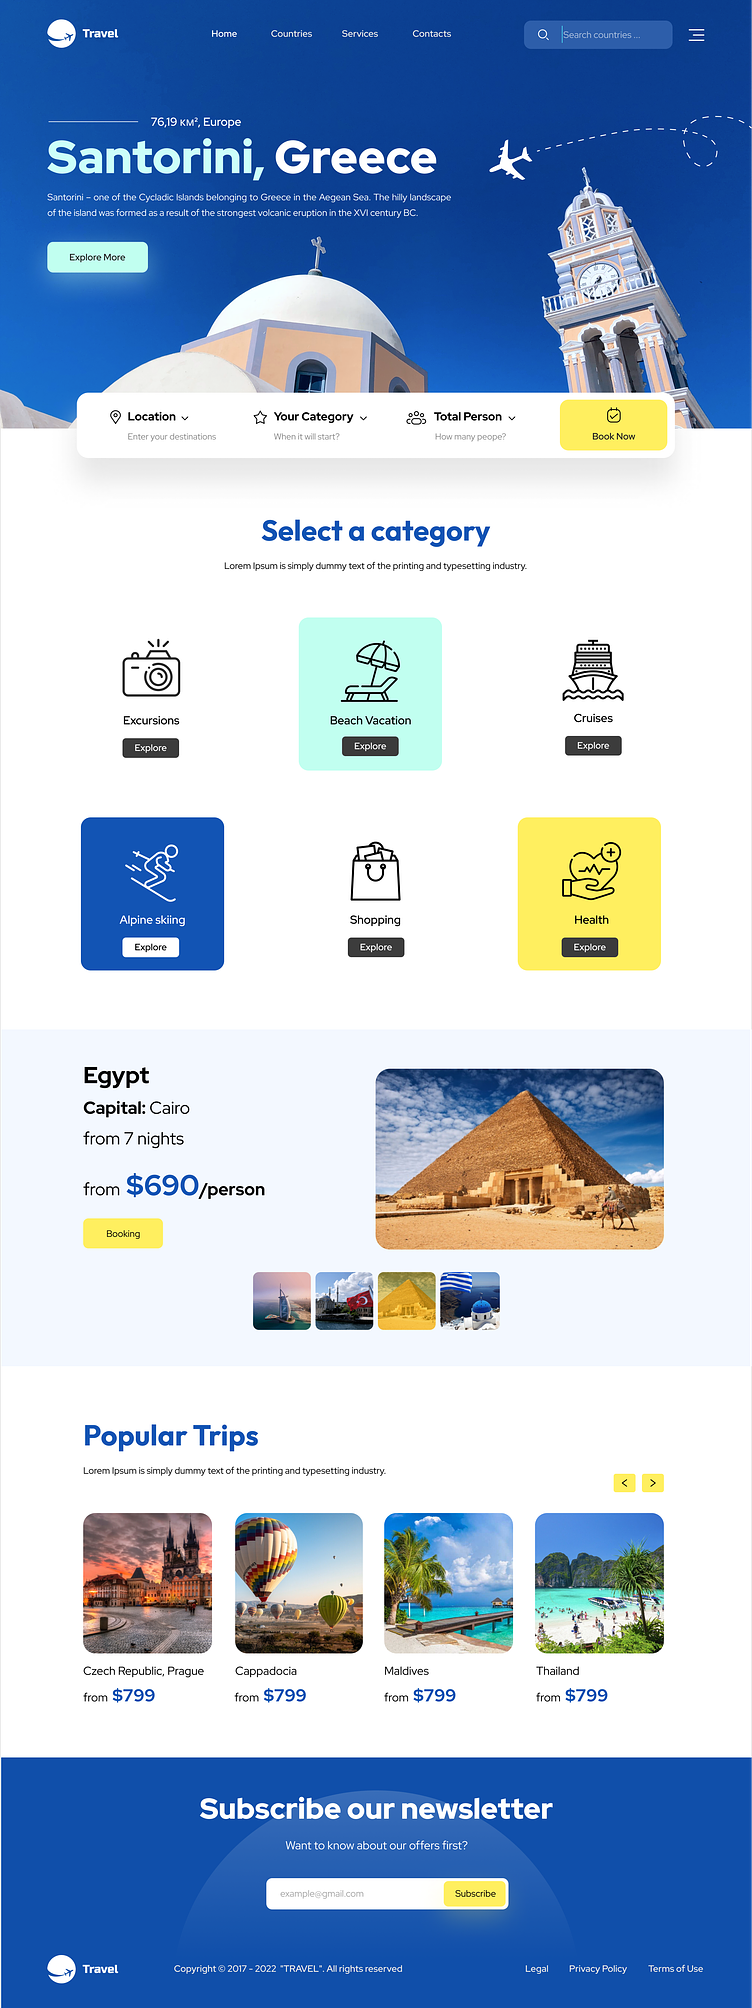 Travel
Home Countries Services Contacts
Search countries ...
76,19 км², Europe
Santorini, Greece
Santorini – one of the Cycladic Islands belonging to Greece in the Aegean Sea. The hilly landscape
of the island was formed as a result of the strongest volcanic eruption in the XVI century BC.
Explore More
Location
Enter your destinations
Your Category
When it will start?
Total Person
How many peope?
Book Now
Select a category
Lorem Ipsum is simply dummy text of the printing and typesetting industry.
Excursions
Explore
Beach Vacation
Explore
Cruises
Explore
Alpine skiing
Explore
Shopping
Explore
Health
Explore
Egypt
Capital: Cairo
from 7 nights
from $690/person
Booking
Popular Trips
Lorem Ipsum is simply dummy text of the printing and typesetting industry.
Czech Republic, Prague
from $799
Cappadocia
from $799
Maldives
from $799
Thailand
from $799
Subscribe our newsletter
Want to know about our offers first?
example@gmail.com
Subscribe
Travel
Copyright © 2017 - 2022 "TRAVEL". All rights reserved
Legal Privacy Policy Terms of Use